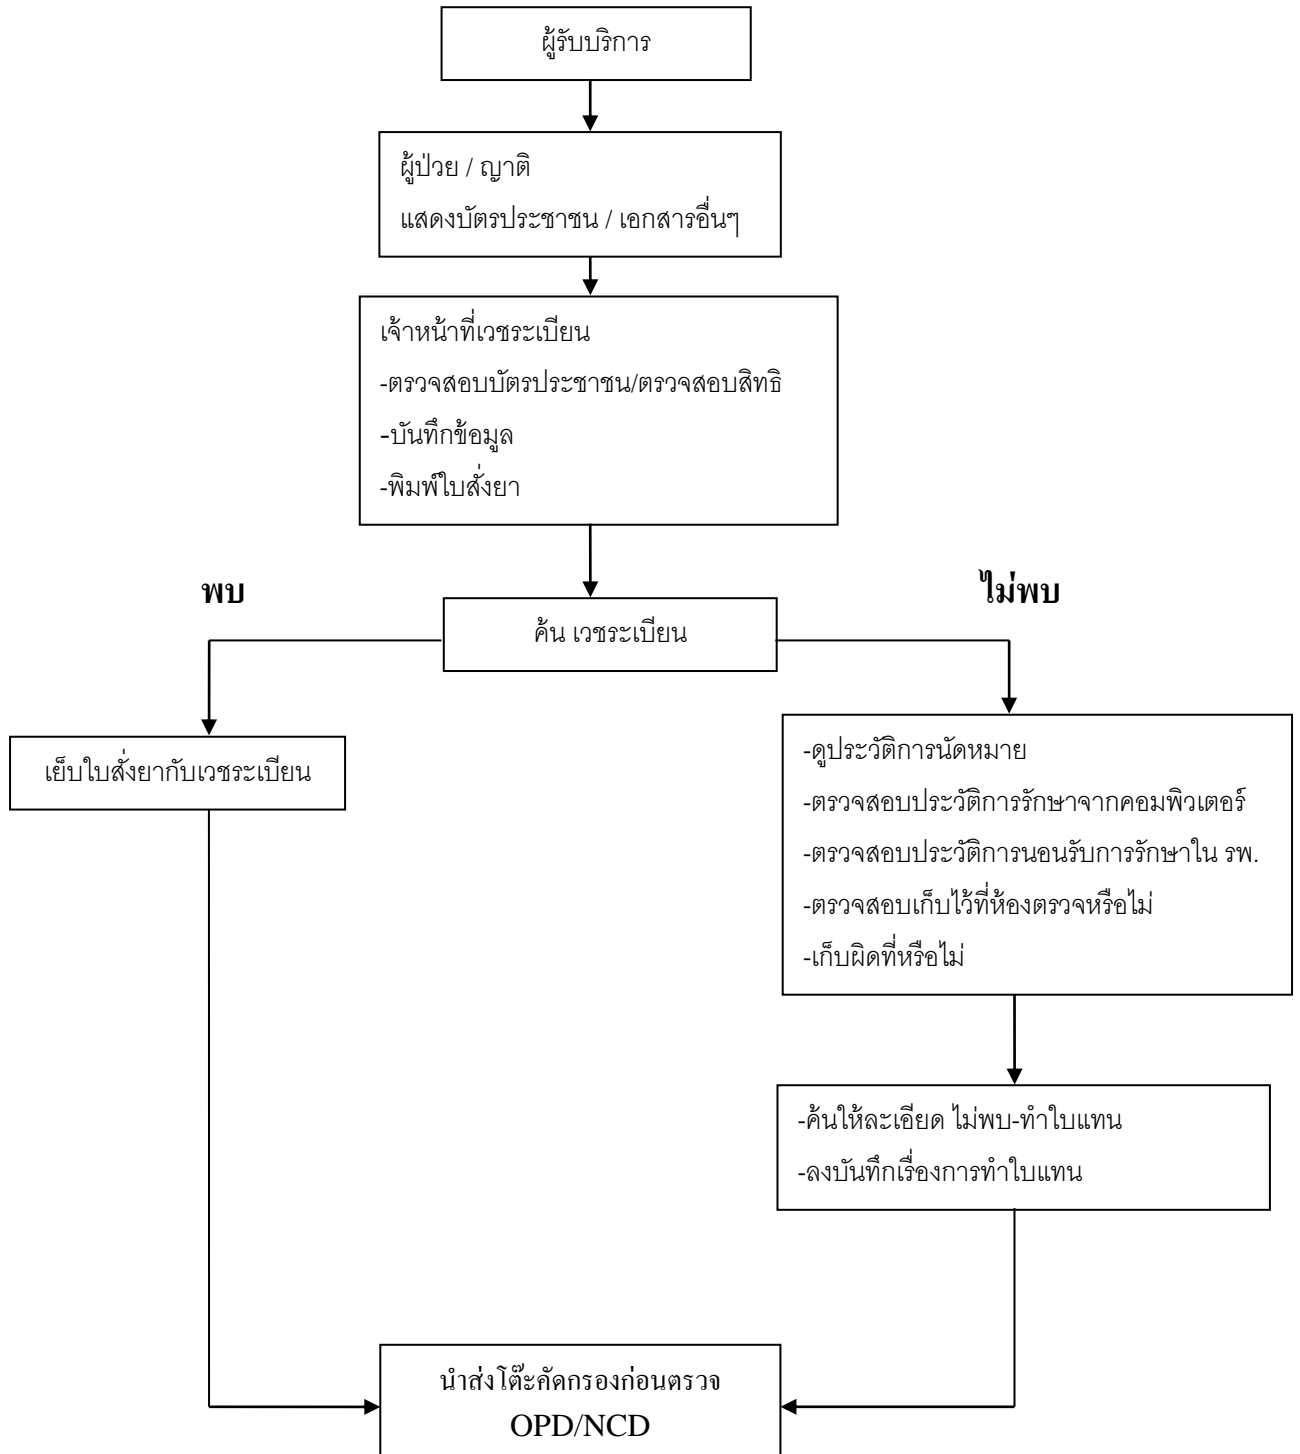 ผู้รับบริการ
ผู้ป่วย / ญาติ
แสดงบัตรประชาชน / เอกสารอื่นๆ
เจ้าหน้าที่เวชระเบียน
-ตรวจสอบบัตรประชาชน/ตรวจสอบสิทธิ
-บันทึกข้อมูล
-พิมพ์ใบสั่งยา
พบ
ไม่พบ
ค้น เวชระเบียน
เย็บใบสั่งยากับเวชระเบียน
-ดูประวัติการนัดหมาย
-ตรวจสอบประวัติการรักษาจากคอมพิวเตอร์
-ตรวจสอบประวัติการนอนรับการรักษาใน รพ.
-ตรวจสอบเก็บไว้ที่ห้องตรวจหรือไม่
-เก็บผิดที่หรือไม่
-ค้นให้ละเอียด ไม่พบ-ทำใบแทน
-ลงบันทึกเรื่องการทำใบแทน
นำส่งโต๊ะคัดกรองก่อนตรวจ
OPD/NCD